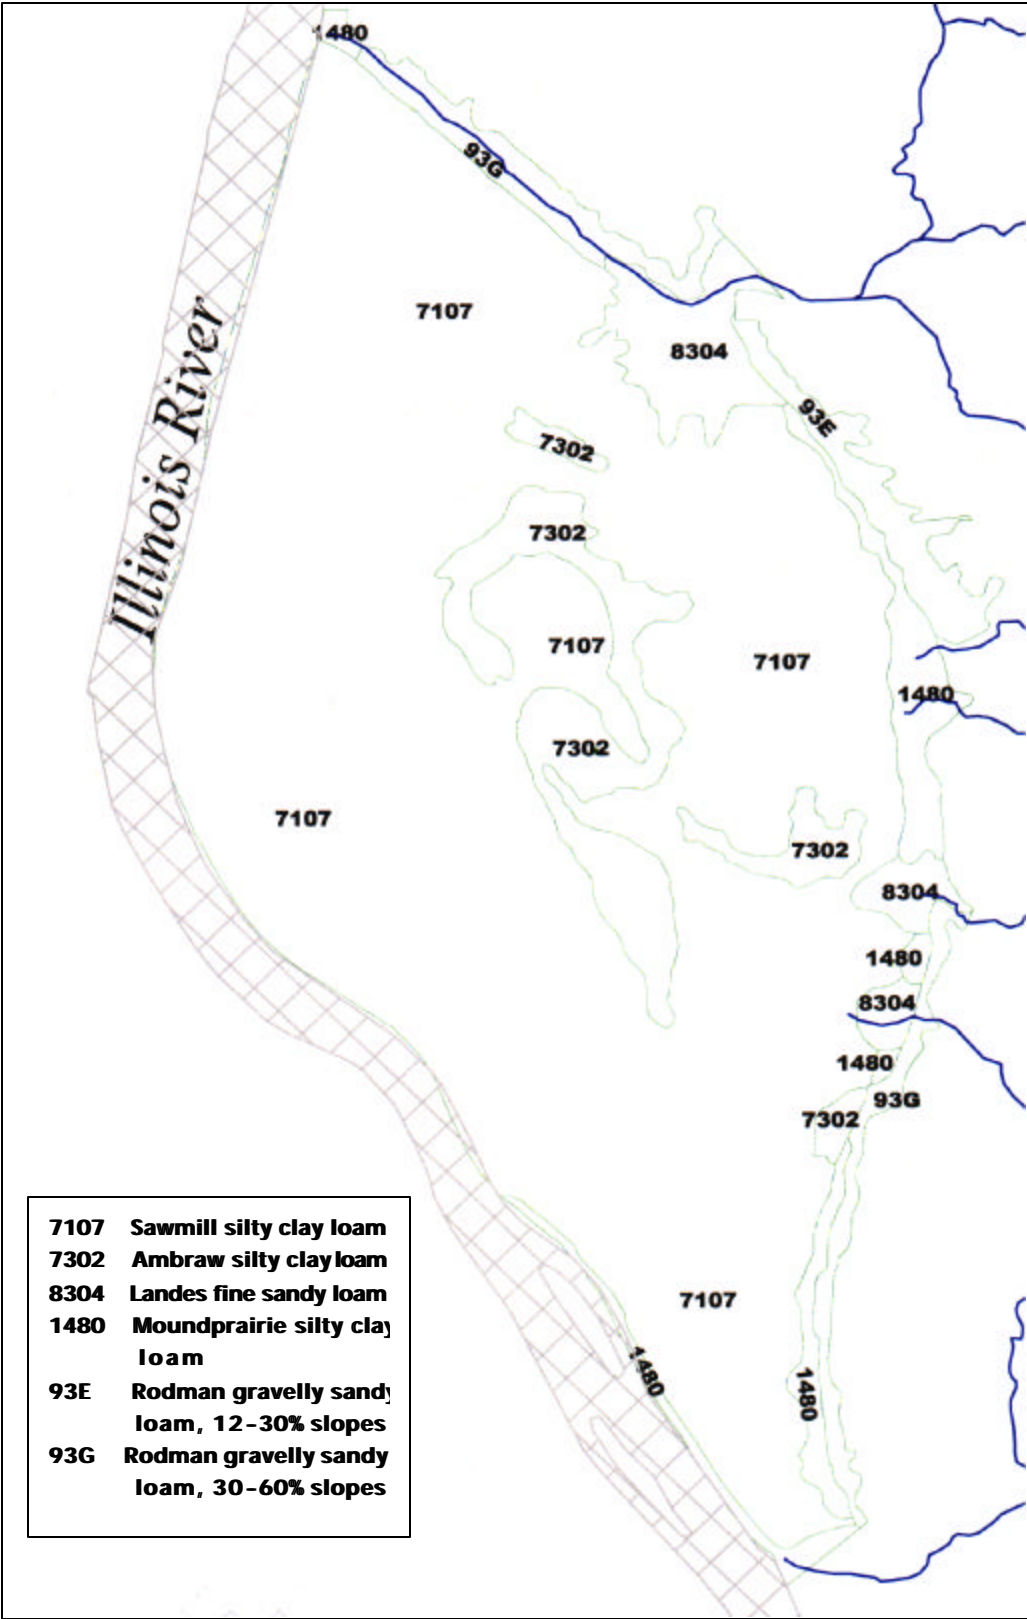 1480
93G
7107
8304
Illinois River
93E
7302
7302
7107
7107
1480
7302
7107
7302
8304
1480
8304
1480
93G
7302
7107
1480
1480
7107 Sawmill silty clay loam
7302 Ambraw silty clay loam
8304 Landes fine sandy loam
1480 Moundprairie silty clay
loam
93E Rodman gravelly sandy
loam, 12-30% slopes
93G Rodman gravelly sandy
loam, 30-60% slopes